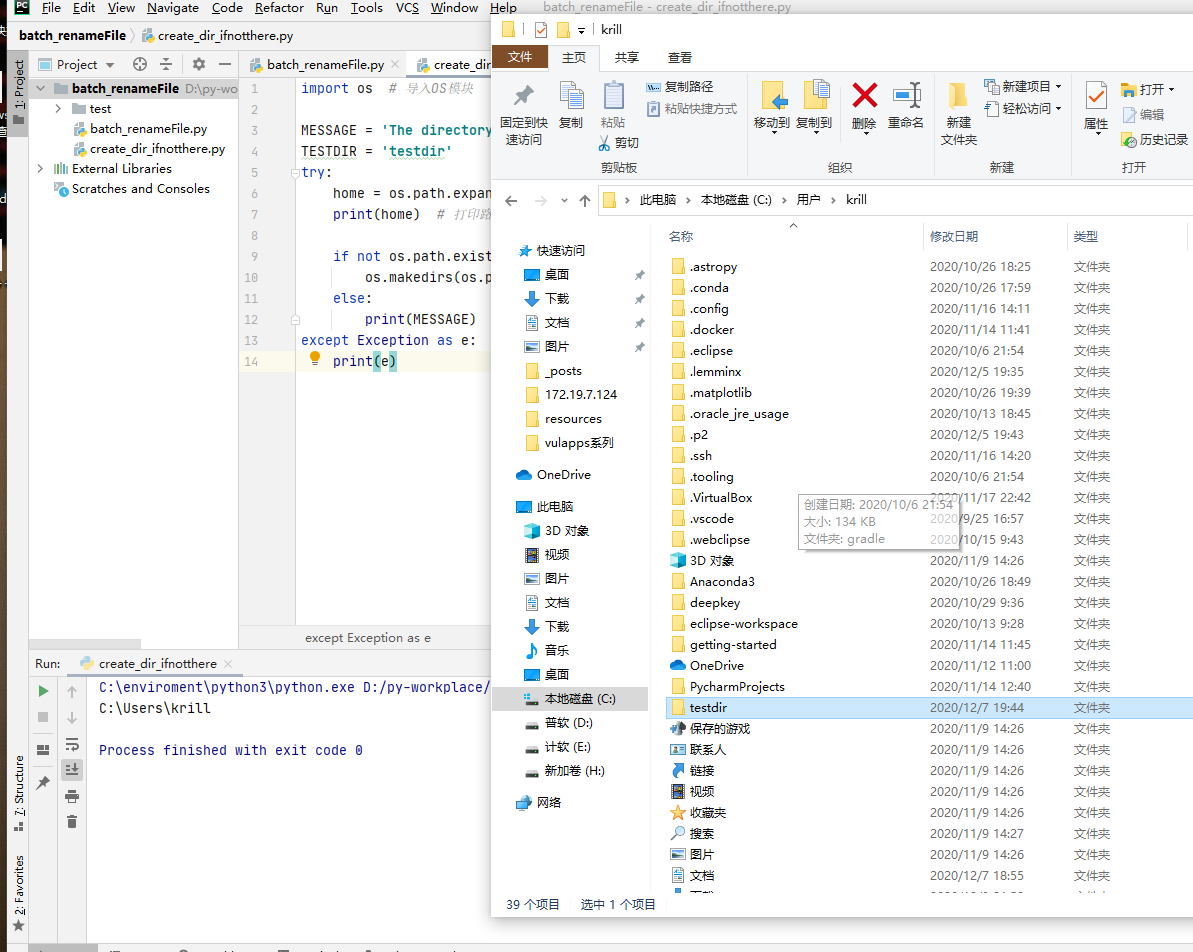 PC File Edit View Navigate Code Refactor Run Tools VCS Window Help batch_renameFile - create_dir_ifnotthere.py
batch_renameFile create_dir_ifnotthere.py
1: Project
Project
batch_renameFile D:\py-wo
test
batch_renameFile.py
create_dir_ifnotthere.py
External Libraries
Scratches and Consoles
batch_renameFile.py create_di
1 import os # 导入OS模块
2
3 MESSAGE = 'The directory
4 TESTDIR = 'testdir'
5 try:
6 home = os.path.expan
7 print(home) # 打印路
8
9 if not os.path.exist
10 os.makedirs(os.p
11 else:
12 print(MESSAGE)
13 except Exception as e:
14 print(e)
except Exception as e
Run: create_dir_ifnotthere
C:\enviroment\python3\python.exe D:/py-workplace/
C:\Users\krill
Process finished with exit code 0
7: Structure
2: Favorites
krill
文件 主页 共享 查看
固定到快速访问
复制
粘贴
复制路径
粘贴快捷方式
剪切
剪贴板
移动到 复制到 删除 重命名
组织
新建文件夹
新建项目
轻松访问
新建
属性
打开
编辑
历史记录
打开
此电脑 本地磁盘 (C:) 用户 krill
快速访问
桌面
下载
文档
图片
_posts
172.19.7.124
resources
vulapps系列
OneDrive
此电脑
3D 对象
视频
图片
文档
下载
音乐
桌面
本地磁盘 (C:)
普软 (D:)
计软 (E:)
新加卷 (H:)
网络
名称 修改日期 类型
.astropy 2020/10/26 18:25 文件夹
.conda 2020/10/26 17:59 文件夹
.config 2020/11/16 14:11 文件夹
.docker 2020/11/14 11:41 文件夹
.eclipse 2020/10/6 21:54 文件夹
.lemminx 2020/12/5 19:35 文件夹
.matplotlib 2020/10/26 19:39 文件夹
.oracle_jre_usage 2020/10/13 18:45 文件夹
.p2 2020/12/5 19:43 文件夹
.ssh 2020/11/16 14:20 文件夹
.tooling 2020/10/6 21:54 文件夹
.VirtualBox 2020/11/17 22:42 文件夹
.vscode 2020/9/25 16:57 文件夹
.webclipse 2020/10/15 9:43 文件夹
创建日期: 2020/10/6 21:54
大小: 134 KB
文件夹: gradle
3D 对象 2020/11/9 14:26 文件夹
Anaconda3 2020/10/26 18:49 文件夹
deepkey 2020/10/29 9:36 文件夹
eclipse-workspace 2020/10/13 9:28 文件夹
getting-started 2020/11/14 11:45 文件夹
OneDrive 2020/11/12 11:00 文件夹
PycharmProjects 2020/11/14 12:40 文件夹
testdir 2020/12/7 19:44 文件夹
保存的游戏 2020/11/9 14:26 文件夹
联系人 2020/11/9 14:26 文件夹
链接 2020/11/9 14:26 文件夹
视频 2020/11/9 14:26 文件夹
收藏夹 2020/11/9 14:26 文件夹
搜索 2020/11/9 14:27 文件夹
图片 2020/11/9 14:26 文件夹
文档 2020/12/7 18:55 文件夹
39 个项目 选中 1 个项目